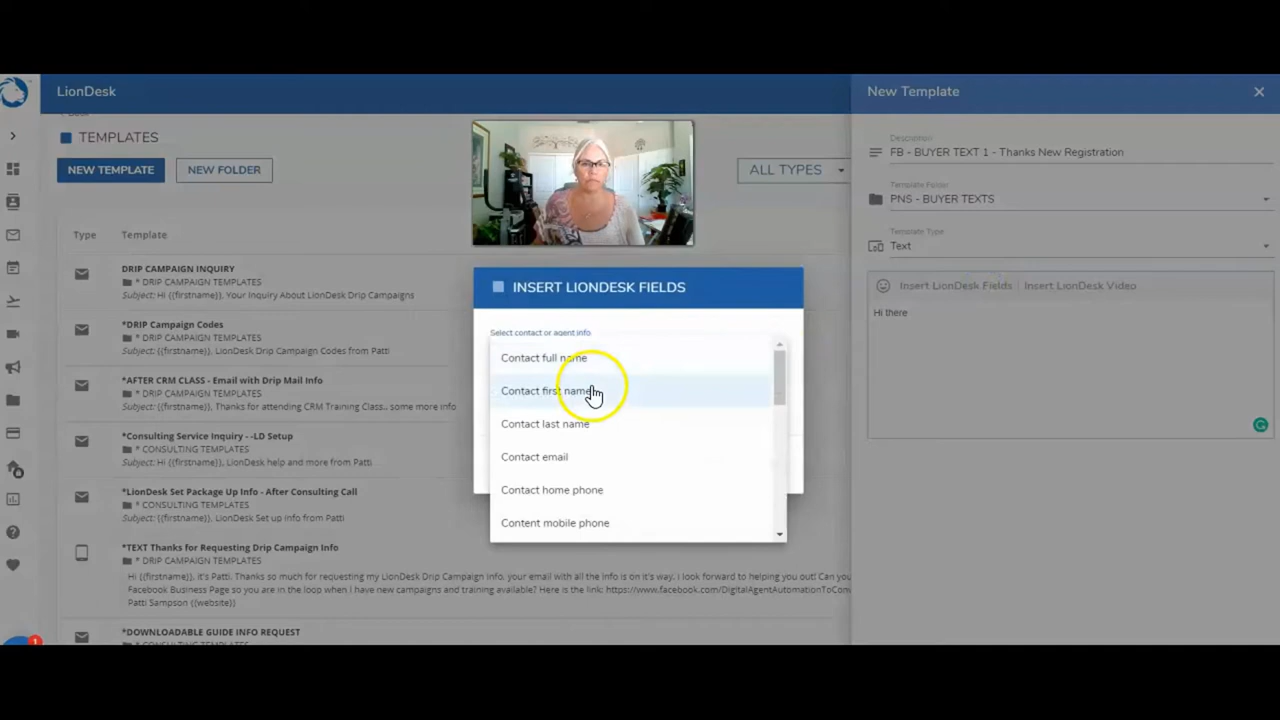 LionDesk
TEMPLATES
NEW TEMPLATE
NEW FOLDER
ALL TYPES
Type
Template
DRIP CAMPAIGN INQUIRY
* DRIP CAMPAIGN TEMPLATES
Subject: Hi {{firstname}}, Your Inquiry About LionDesk Drip Campaigns
*DRIP Campaign Codes
* DRIP CAMPAIGN TEMPLATES
Subject: {{firstname}}, LionDesk Drip Campaign Codes from Patti
*AFTER CRM CLASS - Email with Drip Mail Info
* DRIP CAMPAIGN TEMPLATES
Subject: {{firstname}}, Thanks for attending CRM Training Class.. some more info
*Consulting Service Inquiry - -LD Setup
* CONSULTING TEMPLATES
Subject: Hi {{firstname}}, LionDesk help and more from Patti
*LionDesk Set Package Up Info - After Consulting Call
* CONSULTING TEMPLATES
Subject: {{firstname}}, LionDesk Set up Info from Patti
*TEXT Thanks for Requesting Drip Campaign Info
* DRIP CAMPAIGN TEMPLATES
Hi {{firstname}}, it's Patti. Thanks so much for requesting my LionDesk Drip Campaign info, your email with all the info is on it's way. I look forward to helping you out! Can you
Facebook Business Page so you are in the loop when I have new campaigns and training available? Here is the link: https://www.facebook.com/DigitalAgentAutomationToConv
Patti Sampson {{website}}
*DOWNLOADABLE GUIDE INFO REQUEST
* CONSULTING TEMPLATES
1
INSERT LIONDESK FIELDS
Select contact or agent info
Contact full name
Contact first name
Contact last name
Contact email
Contact home phone
Content mobile phone
New Template
Description
FB - BUYER TEXT 1 - Thanks New Registration
Template Folder
PNS - BUYER TEXTS
Template Type
Text
Insert LionDesk Fields
Insert LionDesk Video
Hi there